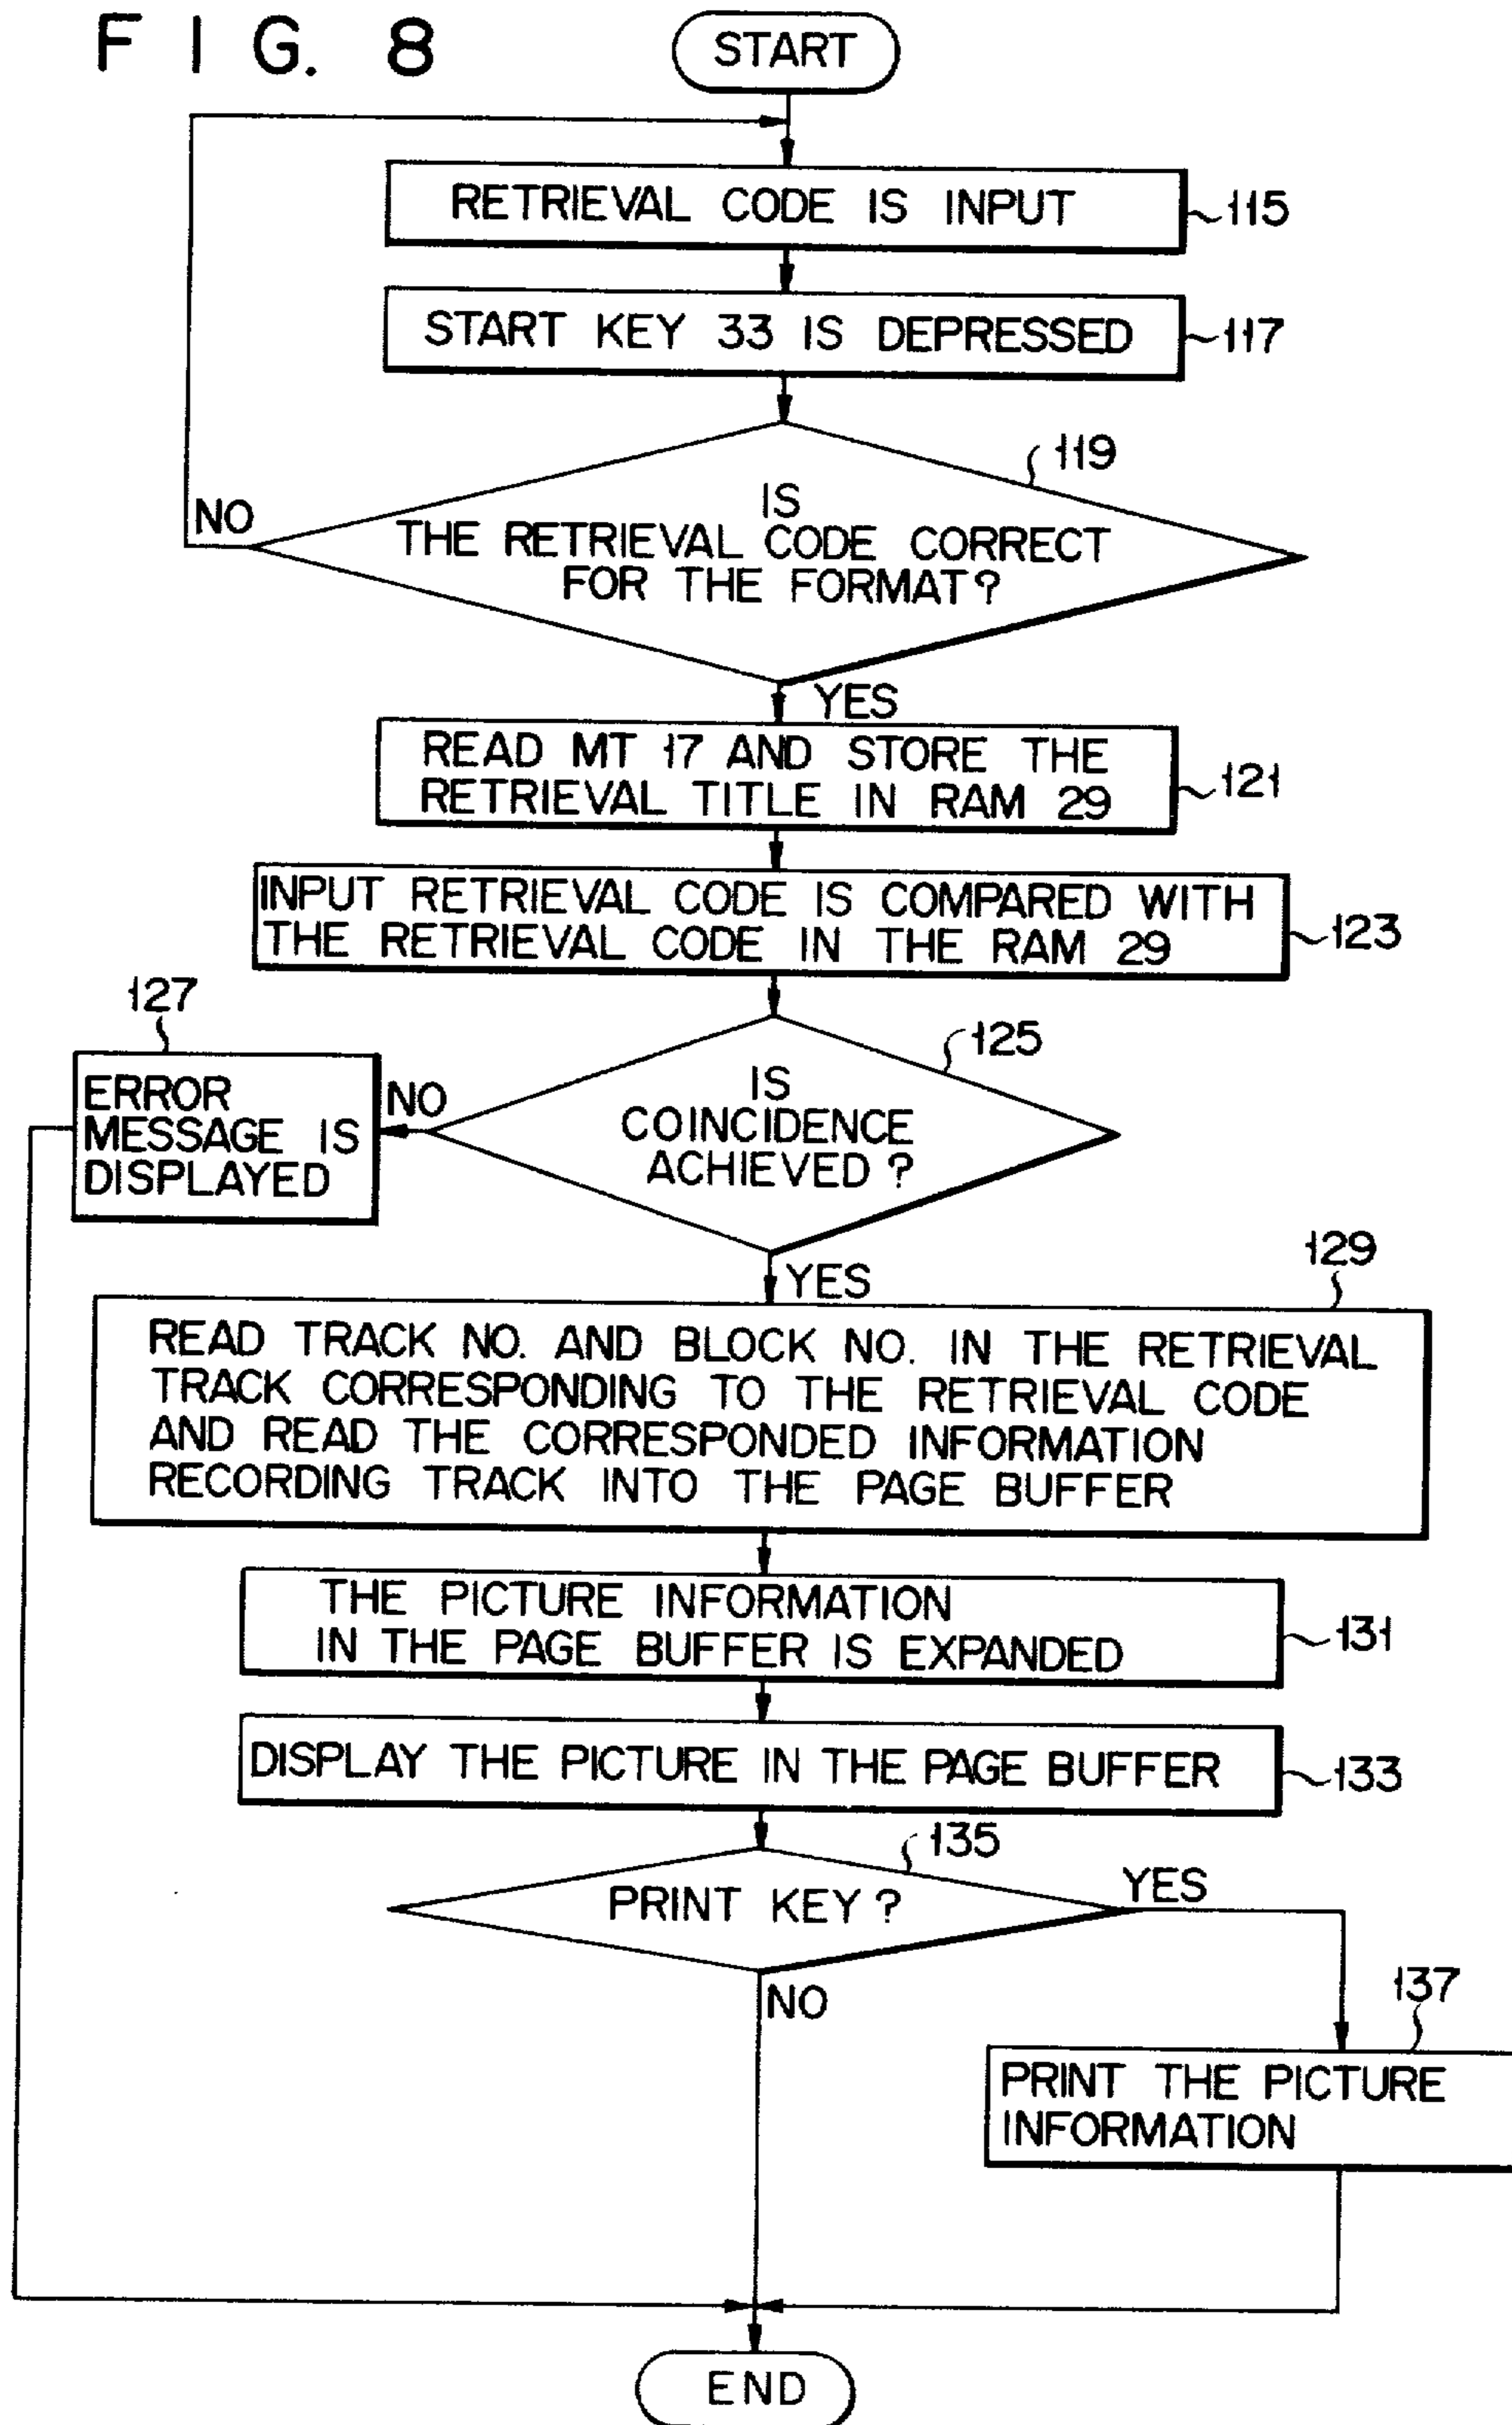 FIG. 8
START
RETRIEVAL CODE IS INPUT
115
START KEY 33 IS DEPRESSED
117
119
IS
THE RETRIEVAL CODE CORRECT
FOR THE FORMAT?
NO
YES
READ MT 17 AND STORE THE
RETRIEVAL TITLE IN RAM 29
121
INPUT RETRIEVAL CODE IS COMPARED WITH
THE RETRIEVAL CODE IN THE RAM 29
123
127
ERROR
MESSAGE IS
DISPLAYED
NO
125
IS
COINCIDENCE
ACHIEVED?
YES
129
READ TRACK NO. AND BLOCK NO. IN THE RETRIEVAL
TRACK CORRESPONDING TO THE RETRIEVAL CODE
AND READ THE CORRESPONDED INFORMATION
RECORDING TRACK INTO THE PAGE BUFFER
THE PICTURE INFORMATION
IN THE PAGE BUFFER IS EXPANDED
131
DISPLAY THE PICTURE IN THE PAGE BUFFER
133
135
PRINT KEY?
YES
NO
137
PRINT THE PICTURE
INFORMATION
END